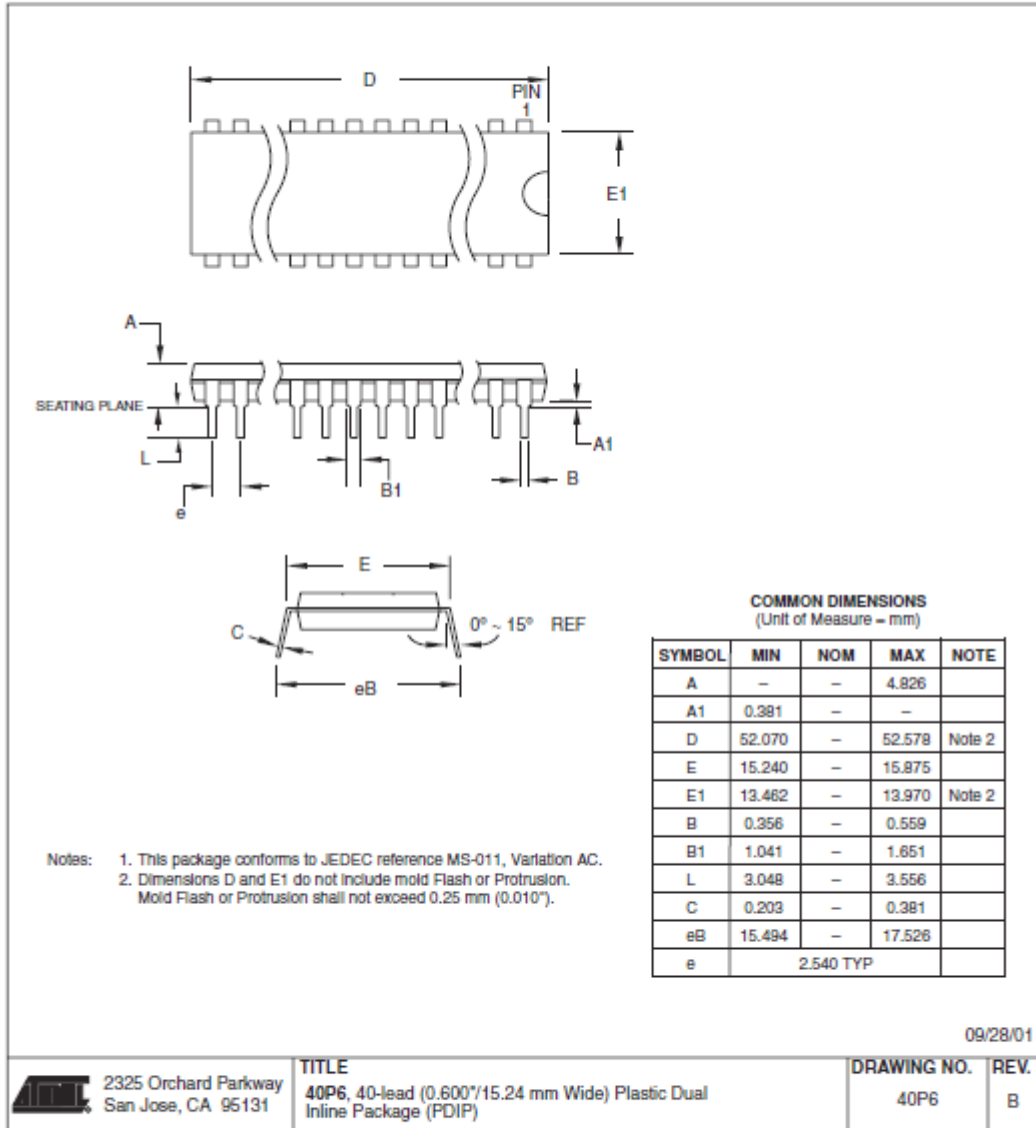 D
PIN
1
E1
A
SEATING PLANE
A1
L
B
B1
e
E
C
0º ~ 15º REF
eB
COMMON DIMENSIONS
(Unit of Measure = mm)
SYMBOL MIN NOM MAX NOTE
A – – 4.826
A1 0.381 – –
D 52.070 – 52.578 Note 2
E 15.240 – 15.875
E1 13.462 – 13.970 Note 2
B 0.356 – 0.559
B1 1.041 – 1.651
L 3.048 – 3.556
C 0.203 – 0.381
eB 15.494 – 17.526
e 2.540 TYP
Notes: 1. This package conforms to JEDEC reference MS-011, Variation AC.
2. Dimensions D and E1 do not include mold Flash or Protrusion.
Mold Flash or Protrusion shall not exceed 0.25 mm (0.010").
09/28/01
2325 Orchard Parkway
San Jose, CA 95131
TITLE
40P6, 40-lead (0.600"/15.24 mm Wide) Plastic Dual
Inline Package (PDIP)
DRAWING NO.
40P6
REV.
B